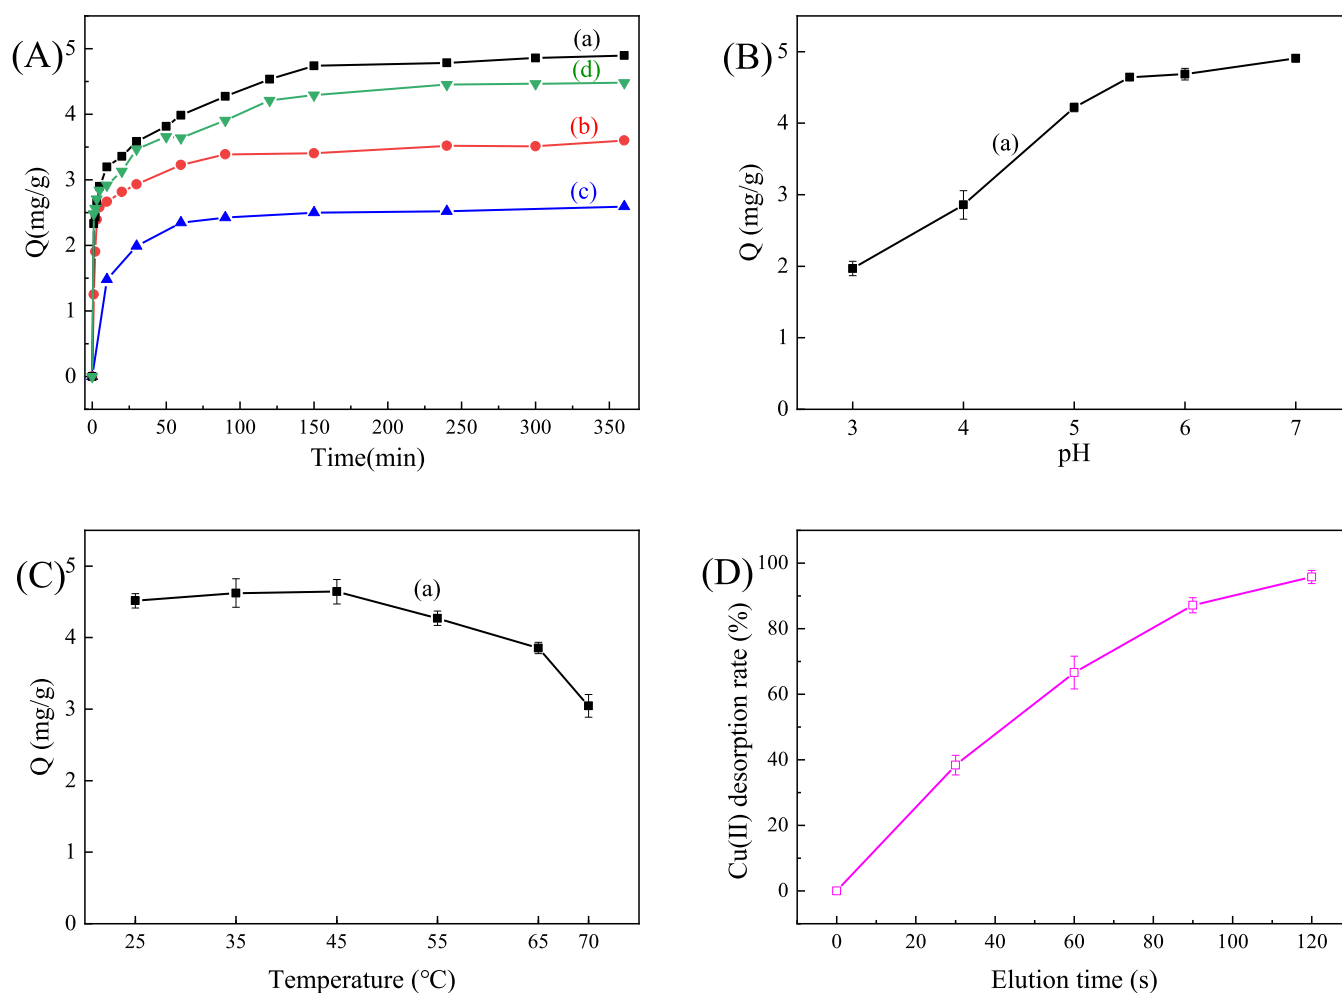 (A)
5
4
3
2
1
0
Q(mg/g)
(a)
(d)
(b)
(c)
0 50 100 150 200 250 300 350
Time(min)
(B)
5
4
3
2
1
0
Q (mg/g)
(a)
3 4 5 6 7
pH
(C)
5
4
3
2
1
0
Q (mg/g)
(a)
25 35 45 55 65 70
Temperature (℃)
(D)
100
80
60
40
20
0
Cu(II) desorption rate (%)
0 20 40 60 80 100 120
Elution time (s)